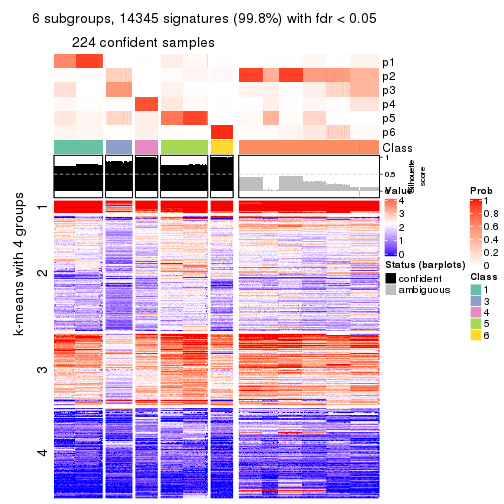 6 subgroups, 14345 signatures (99.8%) with fdr < 0.05
224 confident samples
p1
p2
p3
p4
p5
p6
Class
1
0.5
0
Silhouette
score
k-means with 4 groups
1
2
3
4
Value
4
3
2
1
0
Status (barplots)
confident
ambiguous
Prob
1
0.8
0.6
0.4
0.2
0
Class
1
3
4
5
6